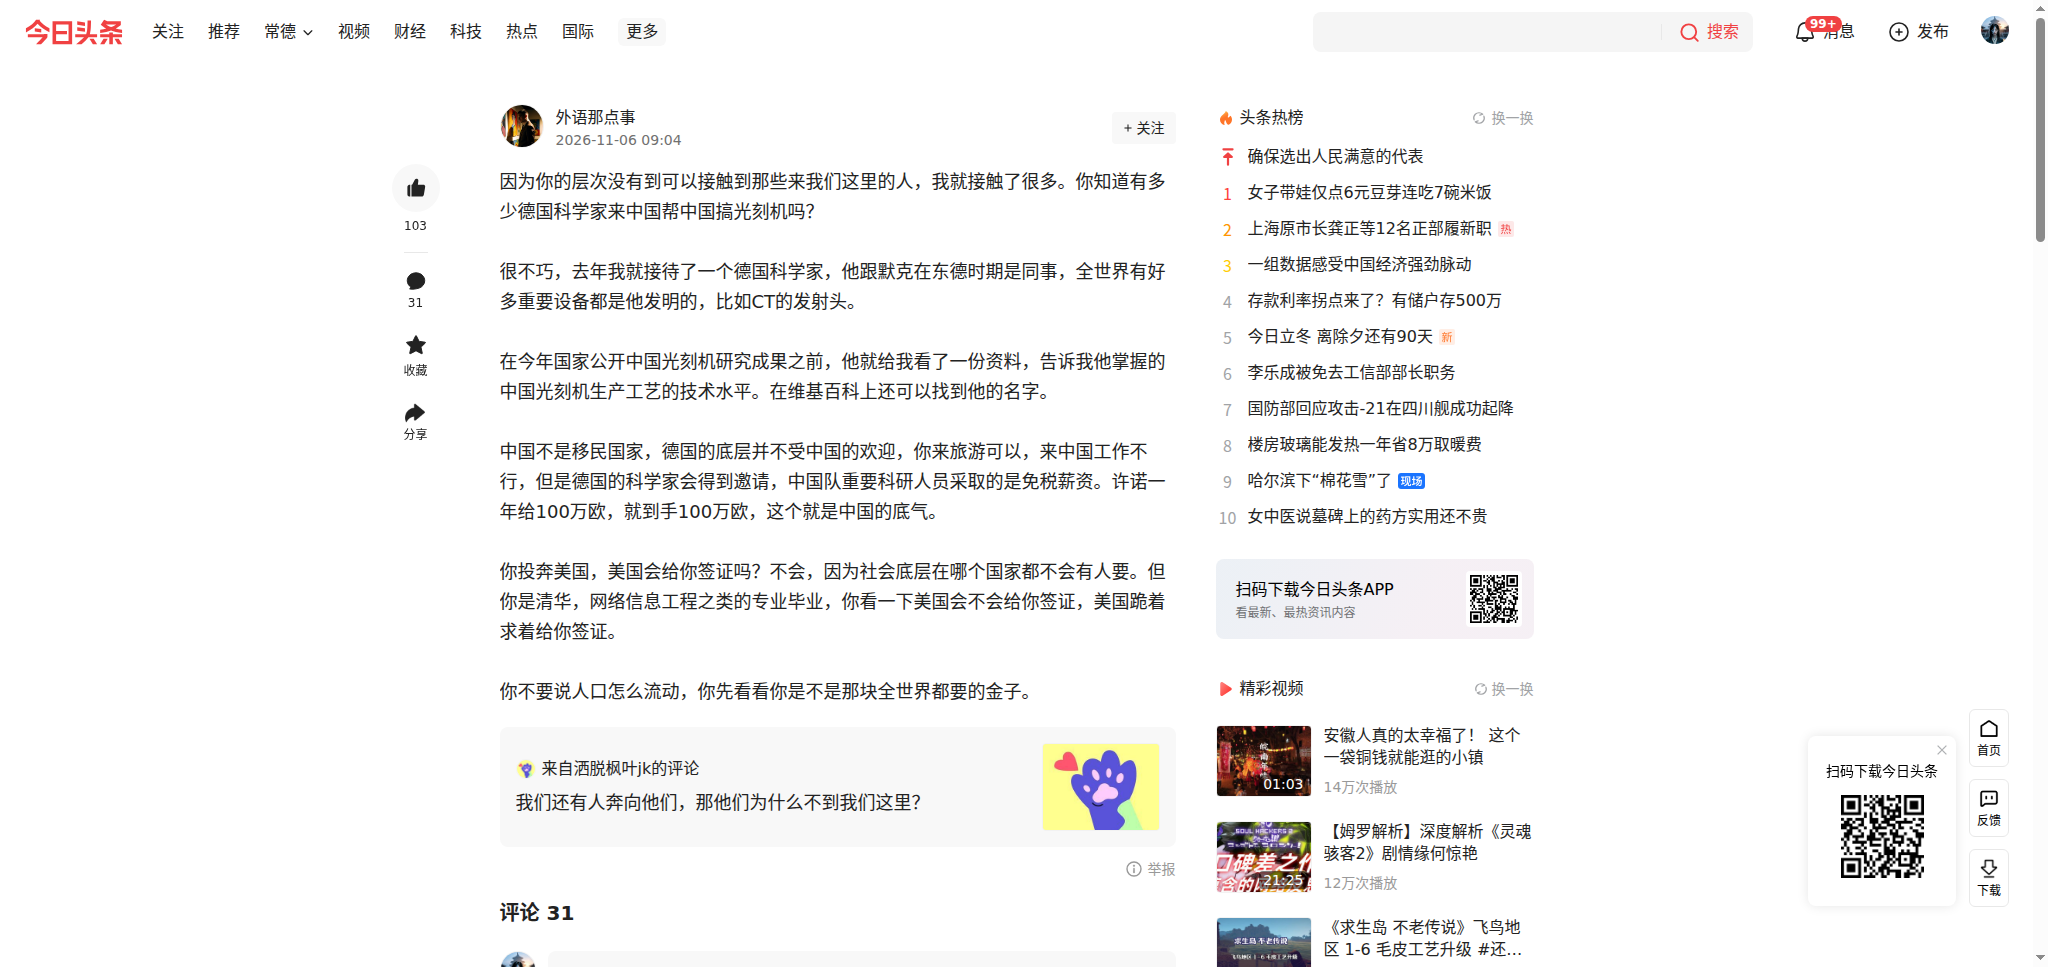 今日头条
关注 推荐 常德 视频 财经 科技 热点 国际 更多
搜索
99+
消息
发布
外语那点事
2026-11-06 09:04
+ 关注
103
31
收藏
分享
因为你的层次没有到可以接触到那些来我们这里的人，我就接触了很多。你知道有多
少德国科学家来中国帮中国搞光刻机吗？
很不巧，去年我就接待了一个德国科学家，他跟默克在东德时期是同事，全世界有好
多重要设备都是他发明的，比如CT的发射头。
在今年国家公开中国光刻机研究成果之前，他就给我看了一份资料，告诉我他掌握的
中国光刻机生产工艺的技术水平。在维基百科上还可以找到他的名字。
中国不是移民国家，德国的底层并不受中国的欢迎，你来旅游可以，来中国工作不
行，但是德国的科学家会得到邀请，中国队重要科研人员采取的是免税薪资。许诺一
年给100万欧，就到手100万欧，这个就是中国的底气。
你投奔美国，美国会给你签证吗？不会，因为社会底层在哪个国家都不会有人要。但
你是清华，网络信息工程之类的专业毕业，你看一下美国会不会给你签证，美国跪着
求着给你签证。
你不要说人口怎么流动，你先看看你是不是那块全世界都要的金子。
来自洒脱枫叶jk的评论
我们还有人奔向他们，那他们为什么不到我们这里？
举报
评论 31
头条热榜
换一换
确保选出人民满意的代表
1 女子带娃仅点6元豆芽连吃7碗米饭
2 上海原市长龚正等12名正部履新职 热
3 一组数据感受中国经济强劲脉动
4 存款利率拐点来了？有储户存500万
5 今日立冬 离除夕还有90天 新
6 李乐成被免去工信部部长职务
7 国防部回应攻击-21在四川舰成功起降
8 楼房玻璃能发热一年省8万取暖费
9 哈尔滨下“棉花雪”了 现场
10 女中医说墓碑上的药方实用还不贵
扫码下载今日头条APP
看最新、最热资讯内容
精彩视频
换一换
01:03
安徽人真的太幸福了！ 这个
一袋铜钱就能逛的小镇
14万次播放
21:25
【姆罗解析】深度解析《灵魂
骇客2》剧情缘何惊艳
12万次播放
《求生岛 不老传说》飞鸟地
区 1-6 毛皮工艺升级 #还...
扫码下载今日头条
首页
反馈
下载